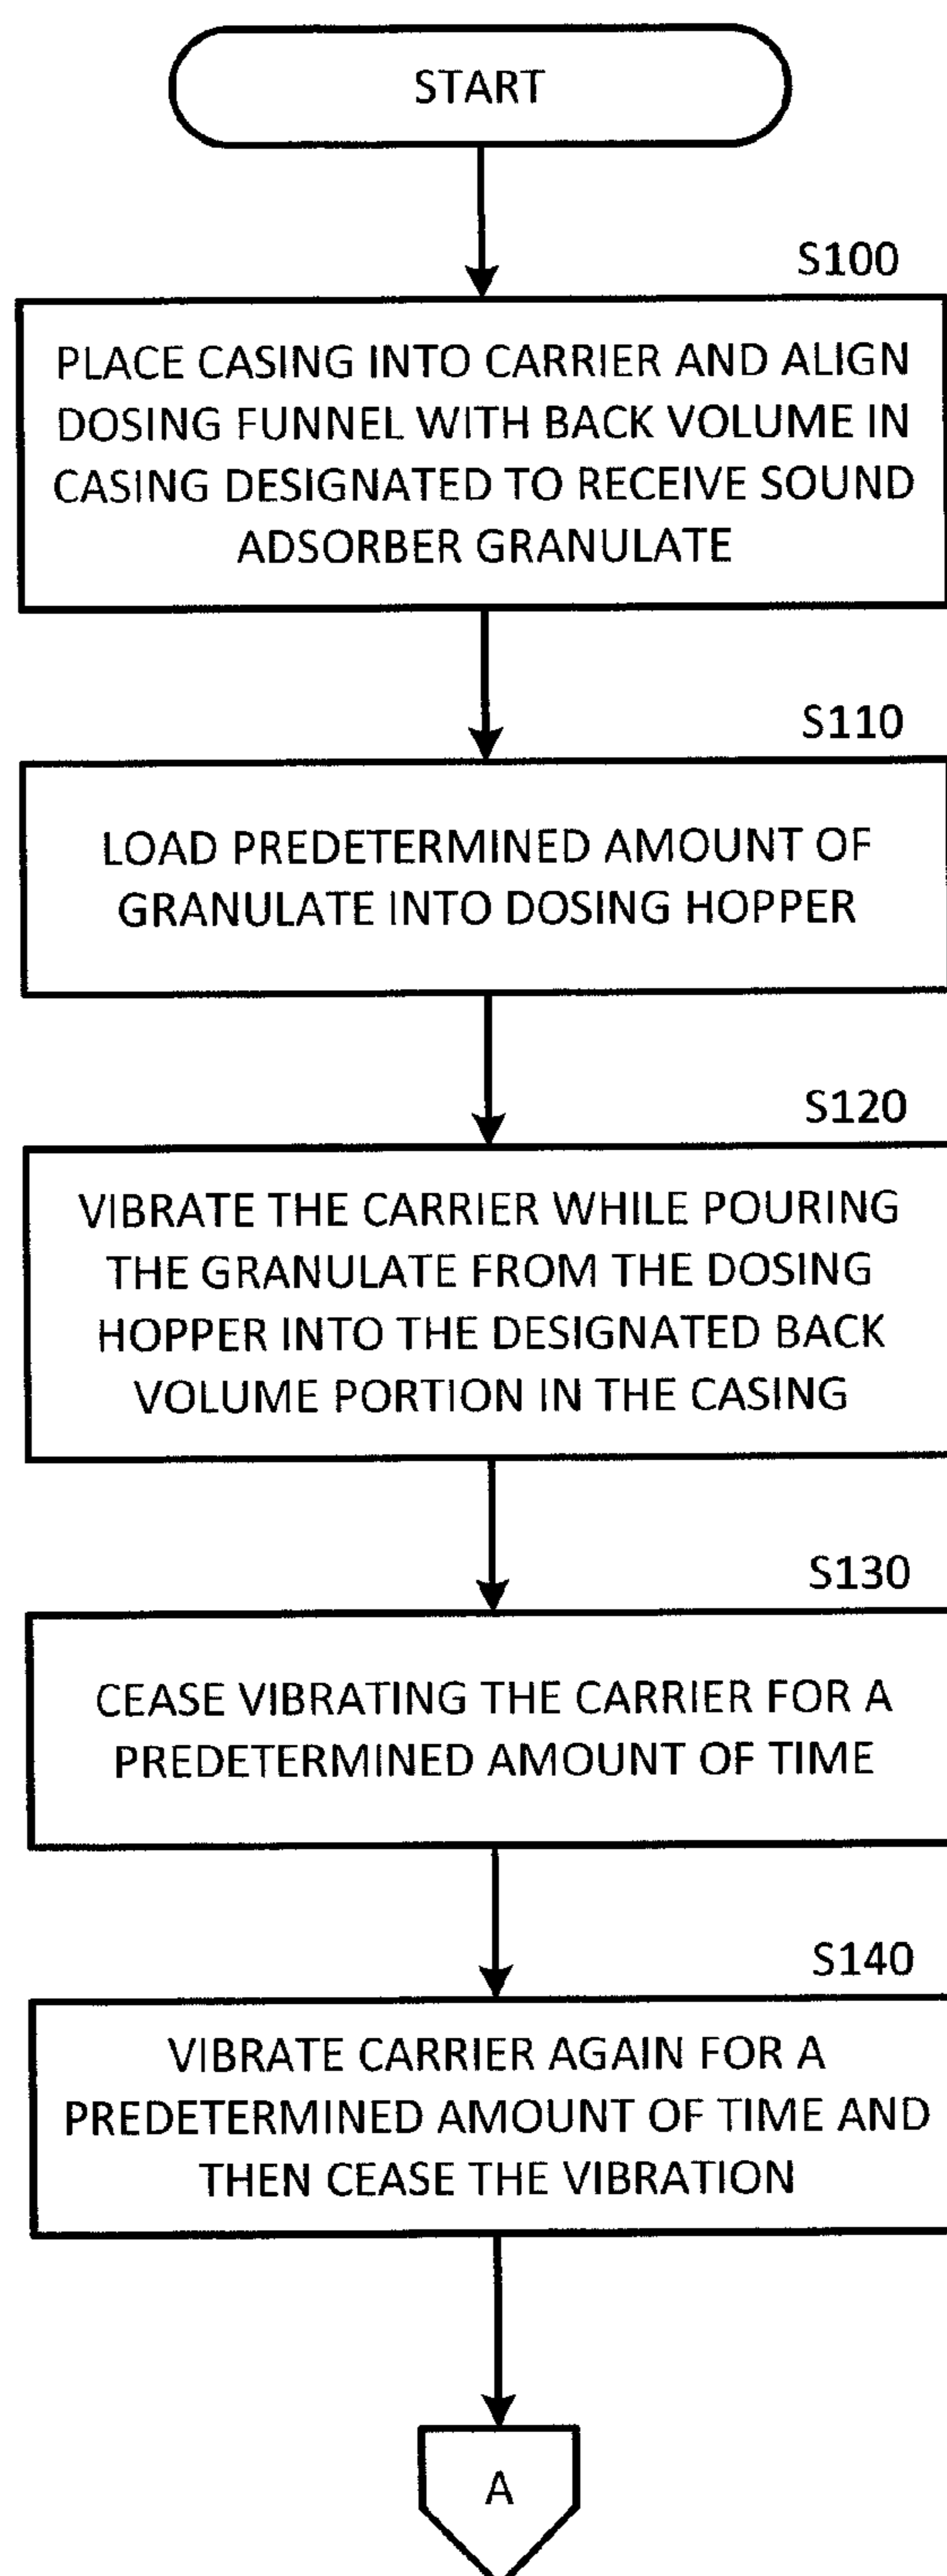 START
S100
PLACE CASING INTO CARRIER AND ALIGN
DOSING FUNNEL WITH BACK VOLUME IN
CASING DESIGNATED TO RECEIVE SOUND
ADSORBER GRANULATE
S110
LOAD PREDETERMINED AMOUNT OF
GRANULATE INTO DOSING HOPPER
S120
VIBRATE THE CARRIER WHILE POURING
THE GRANULATE FROM THE DOSING
HOPPER INTO THE DESIGNATED BACK
VOLUME PORTION IN THE CASING
S130
CEASE VIBRATING THE CARRIER FOR A
PREDETERMINED AMOUNT OF TIME
S140
VIBRATE CARRIER AGAIN FOR A
PREDETERMINED AMOUNT OF TIME AND
THEN CEASE THE VIBRATION
A